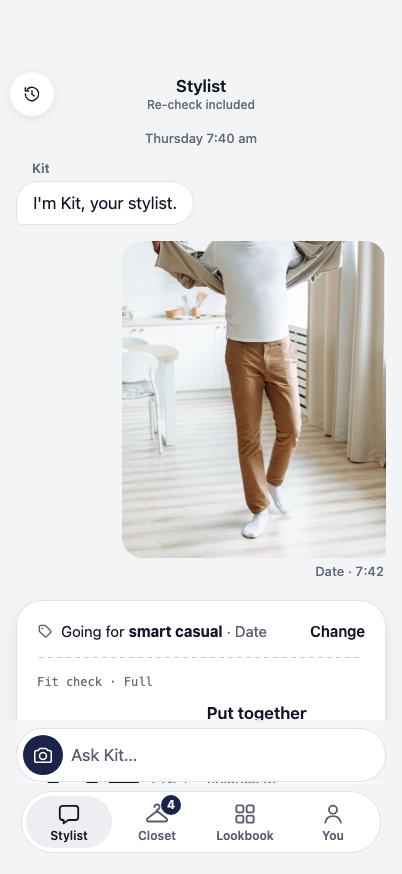 Stylist
Re-check included
Thursday 7:40 am
Kit
I'm Kit, your stylist.
Date · 7:42
Going for smart casual · Date
Change
Fit check · Full
Put together
Ask Kit...
4
Stylist
Closet
Lookbook
You